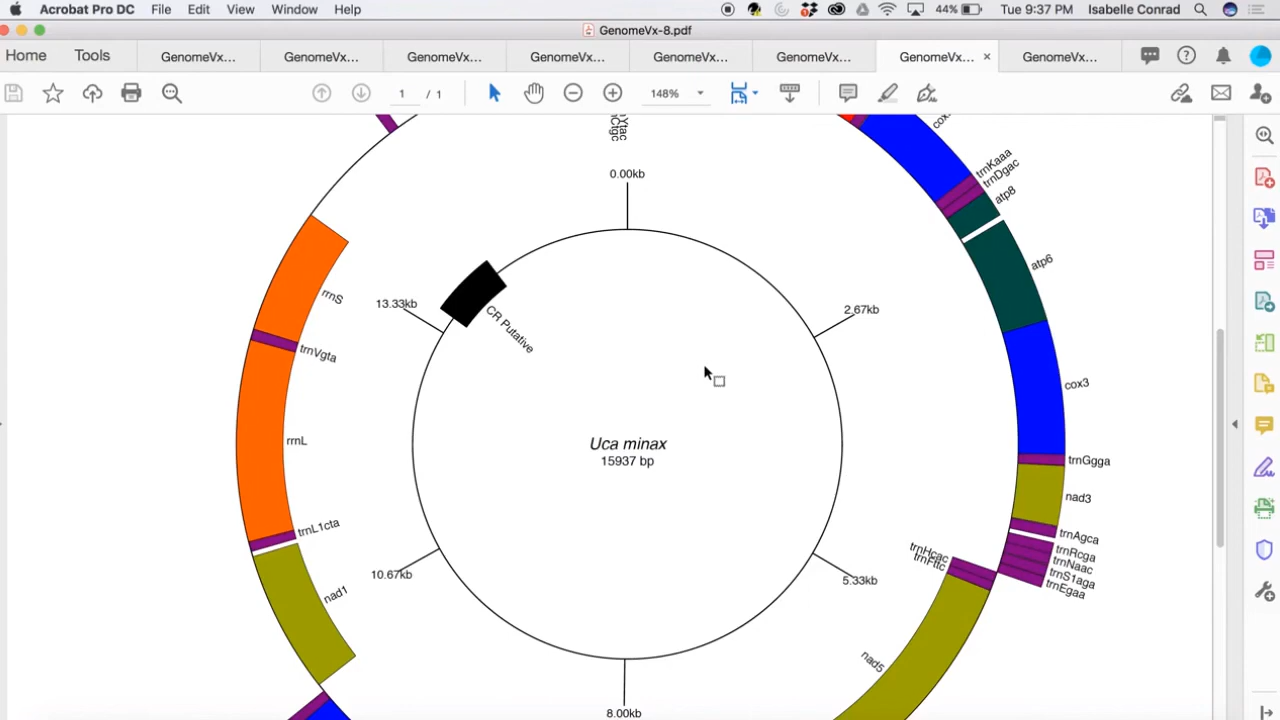 Acrobat Pro DC File Edit View Window Help 44% Tue 9:37 PM Isabelle Conrad
GenomeVx-8.pdf
Home Tools GenomeVx... GenomeVx... GenomeVx... GenomeVx... GenomeVx... GenomeVx... GenomeVx... × GenomeVx...
1 / 1 148%
Ytac
Ctgc
cox
trnKaaa
trnDgac
atp8
atp6
cox3
trnGgga
nad3
trnAgca
trnRcga
trnNaac
trnS1aga
trnEgaa
trnHcac
trnFttc
nad5
0.00kb
2.67kb
5.33kb
8.00kb
10.67kb
13.33kb
CR Putative
rrnS
trnVgta
rrnL
trnL1cta
nad1
Uca minax
15937 bp